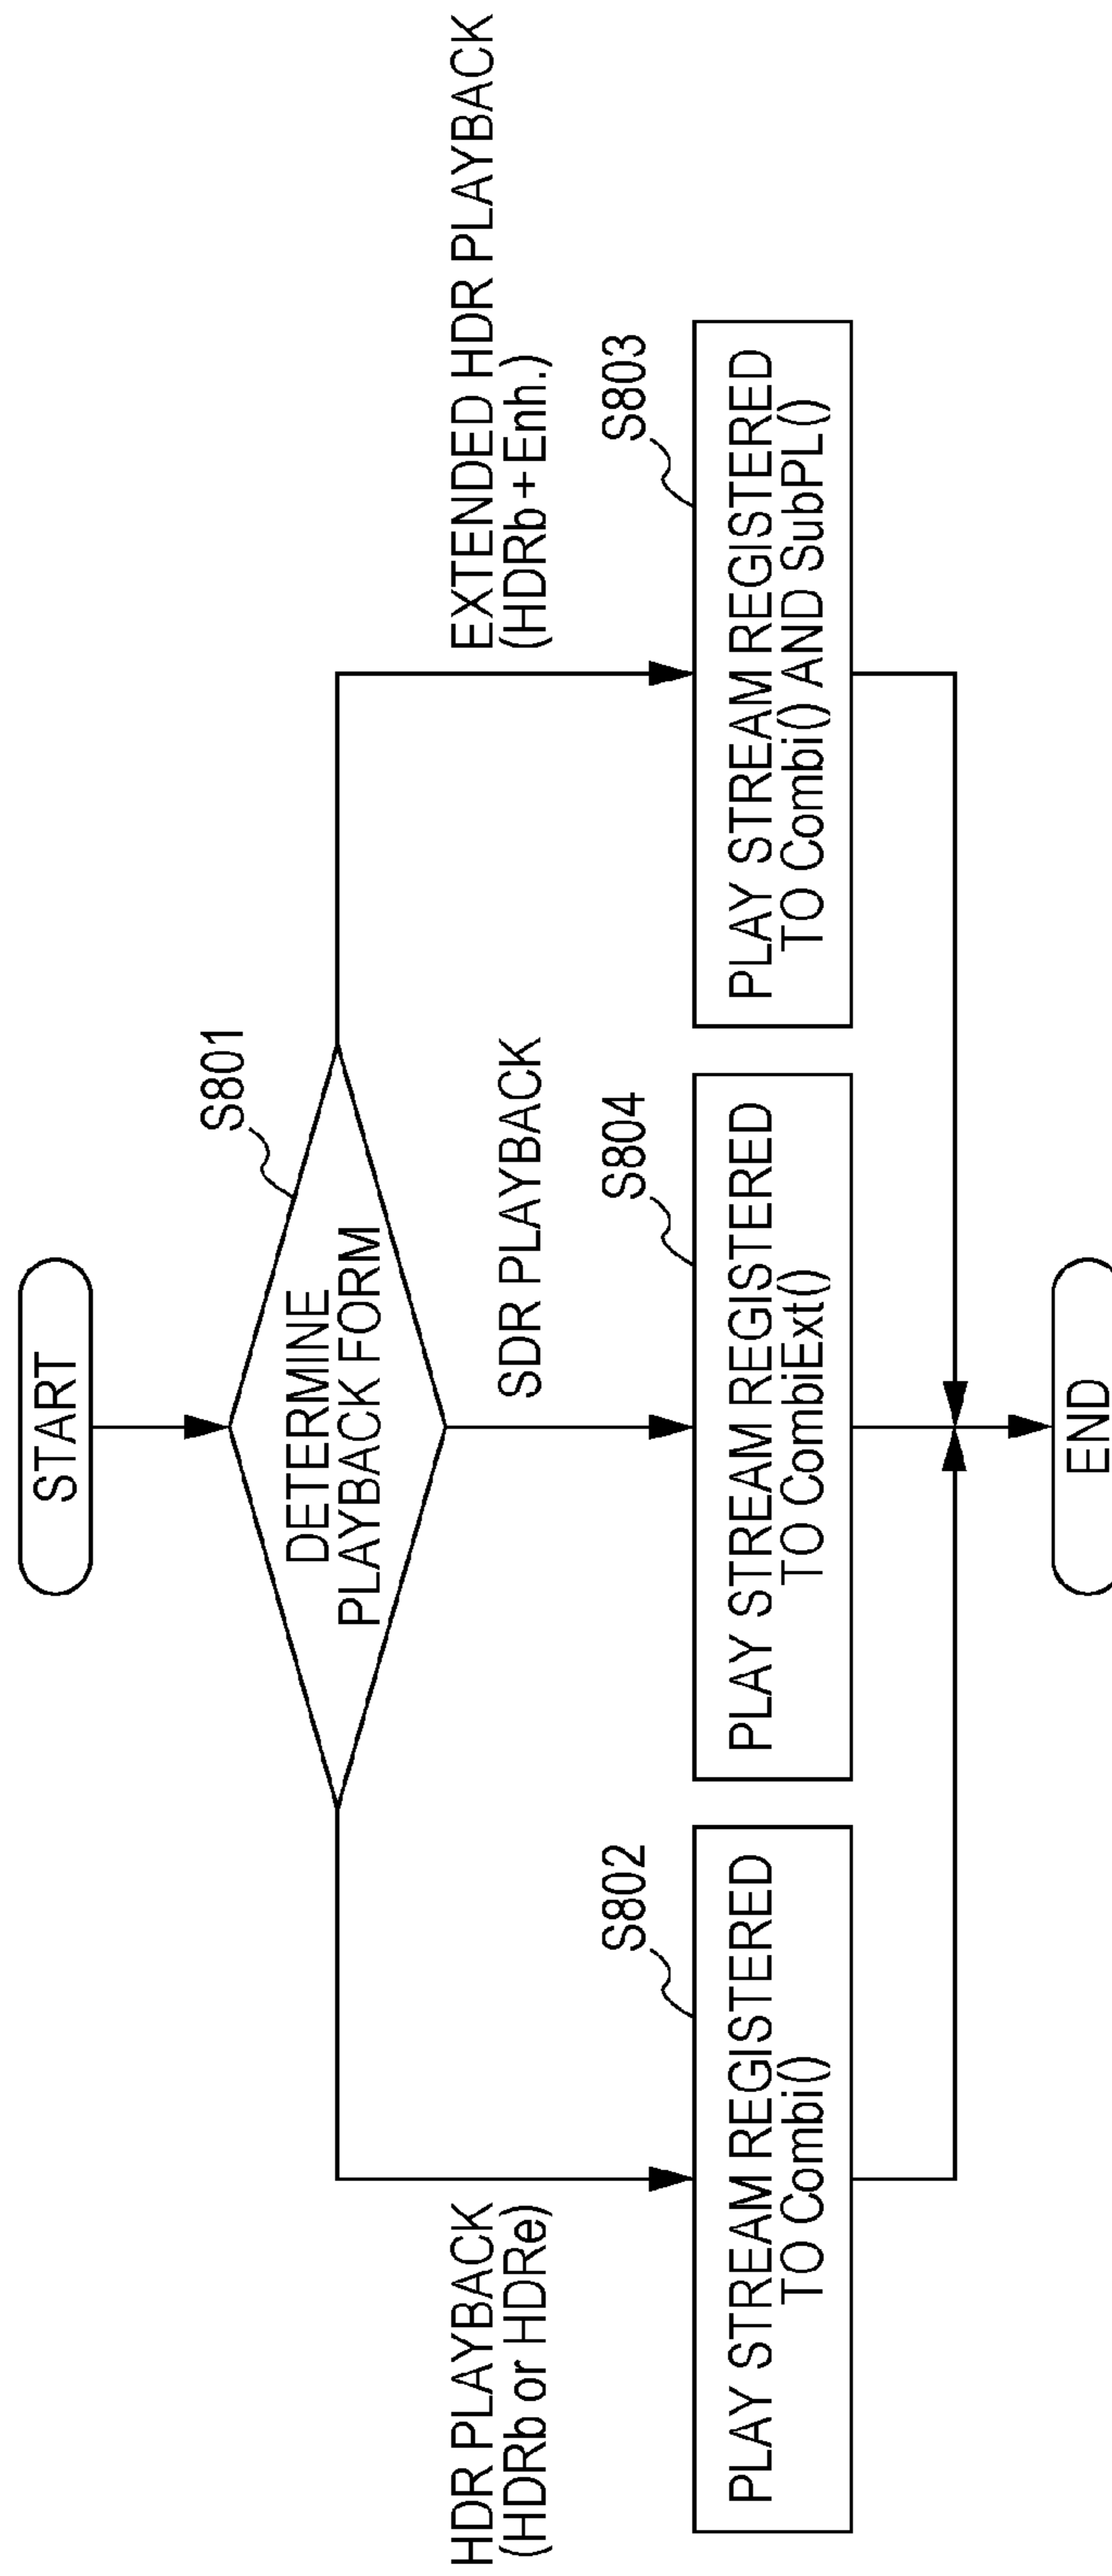 START
S801
DETERMINE
PLAYBACK FORM
HDR PLAYBACK
(HDRb or HDRe)
SDR PLAYBACK
EXTENDED HDR PLAYBACK
(HDRb+Enh.)
S802
PLAY STREAM REGISTERED
TO Combi()
S804
PLAY STREAM REGISTERED
TO CombiExt()
S803
PLAY STREAM REGISTERED
TO Combi() AND SubPL()
END